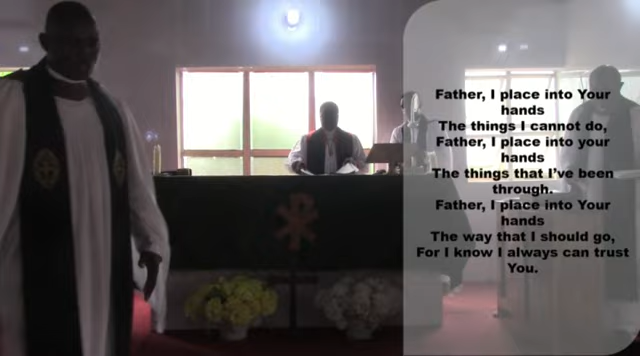 Father, I place into Your
hands
The things I cannot do,
Father, I place into your
hands
The things that I've been
through.
Father, I place into Your
hands
The way that I should go,
For I know I always can trust
You.